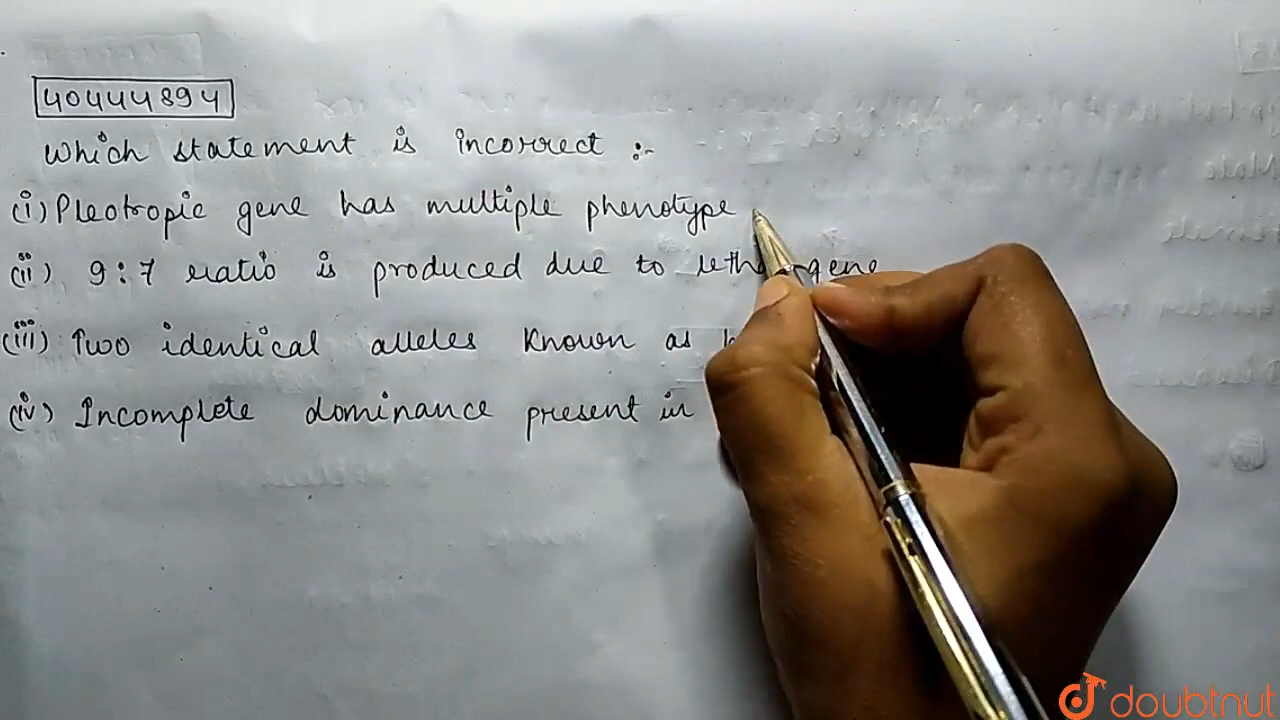 40444894
Which statement is incorrect :-
(i) Pleotropic gene has multiple phenotype
(ii) 9:7 ratio is produced due to gene
(iii) Two identical alleles known as
(iv) Incomplete dominance present in
doubtnut